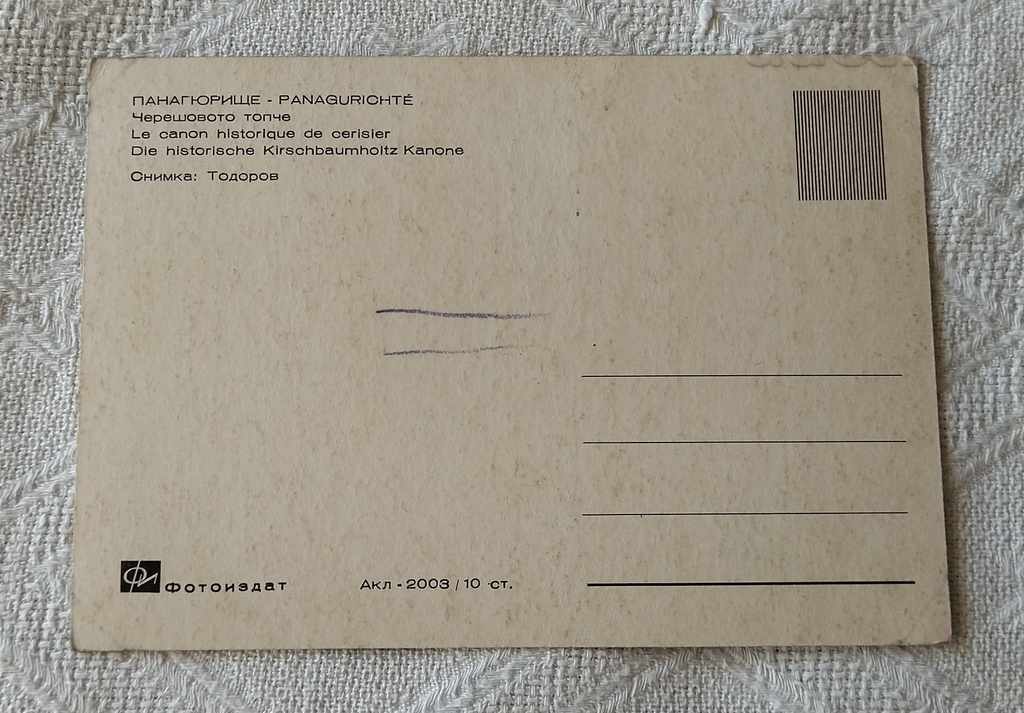 ПАНАГЮРИЩЕ - PANAGURICHTÉ
Черешовото топче
Le canon historique de cerisier
Die historische Kirschbaumholtz Kanone
Снимка: Тодоров
ФИ Фотоиздат
Акл - 2003 / 10 ст.